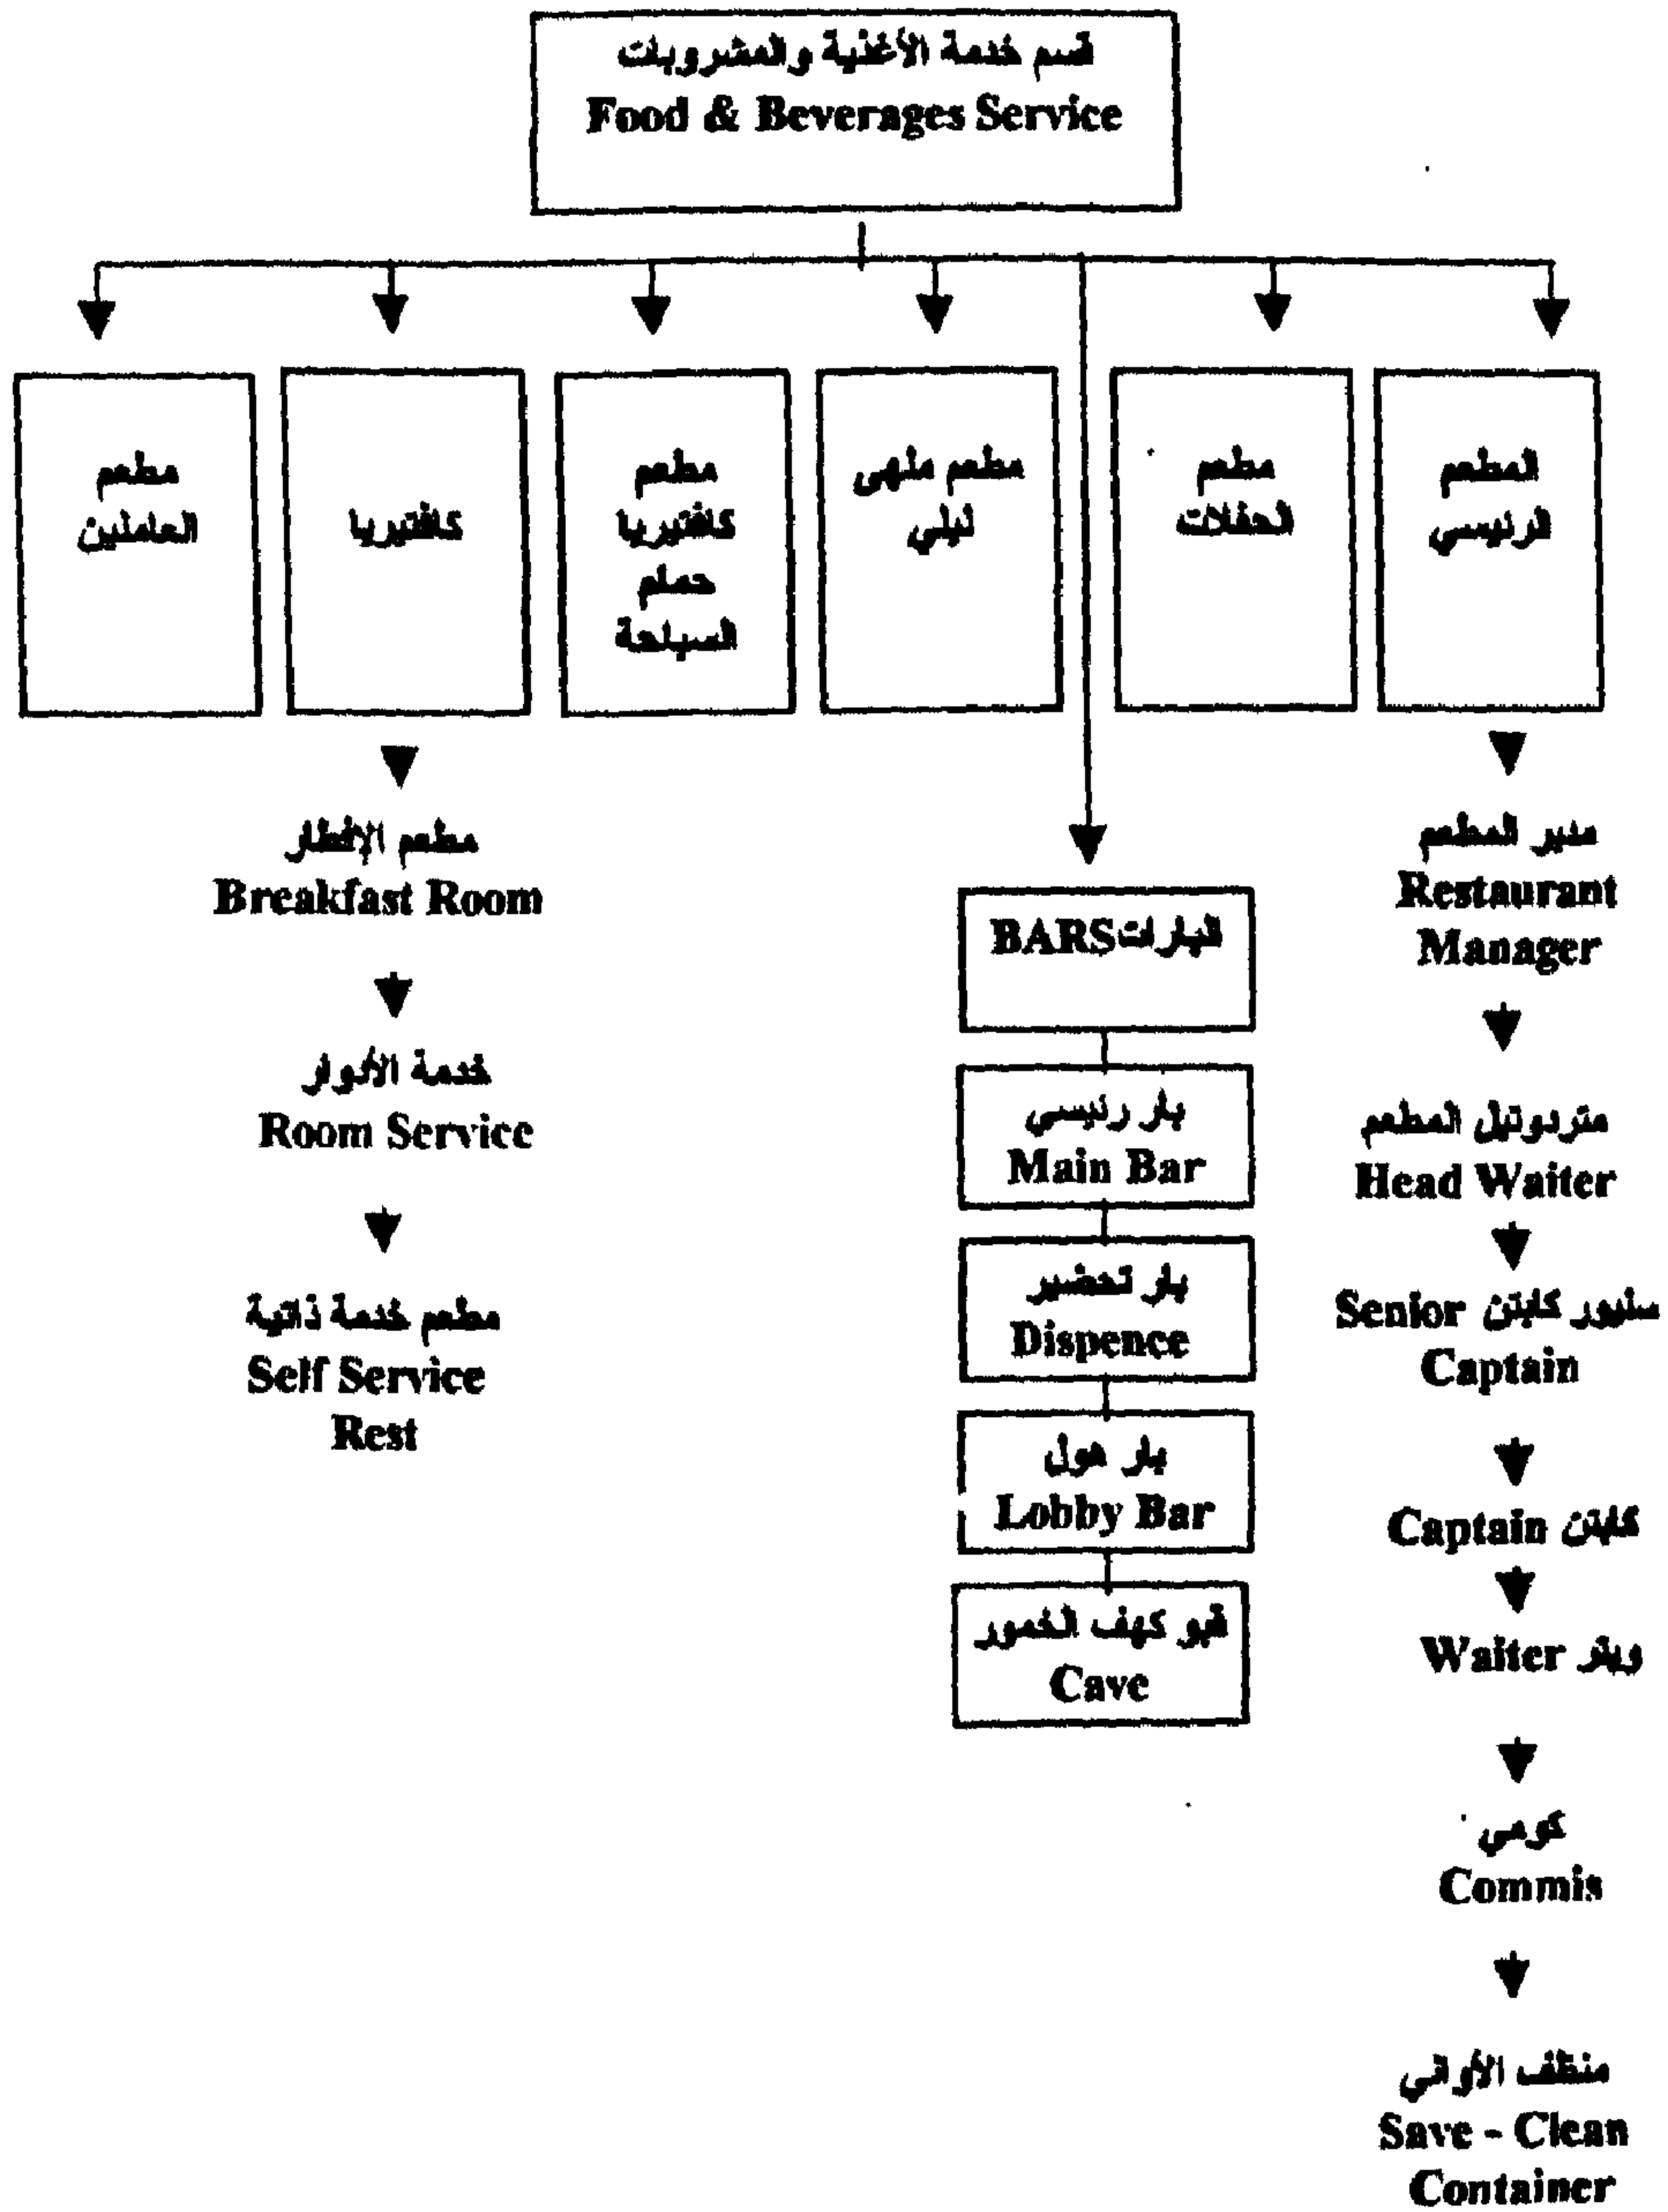 قسم خدمة الأغذية والمشروبات
Food & Beverages Service
المطعم
الرئيسي
مطعم
الحفلات
مطعم ملهى
ليلي
مطعم
كافتيريا
حمام
السباحة
كافتيريا
مطعم
العاملين
مدير المطعم
Restaurant
Manager
متردوتيل المطعم
Head Waiter
سنيور كابتن Senior
Captain
كابتن Captain
ويتر Waiter
كومي
Commis
منظف الأواني
Save - Clean
Container
البارات BARS
بار رئيسي
Main Bar
بار تحضير
Dispence
بار هول
Lobby Bar
قبو كهف الخمور
Cave
مطعم الإفطار
Breakfast Room
خدمة الأدوار
Room Service
مطعم خدمة ذاتية
Self Service
Rest